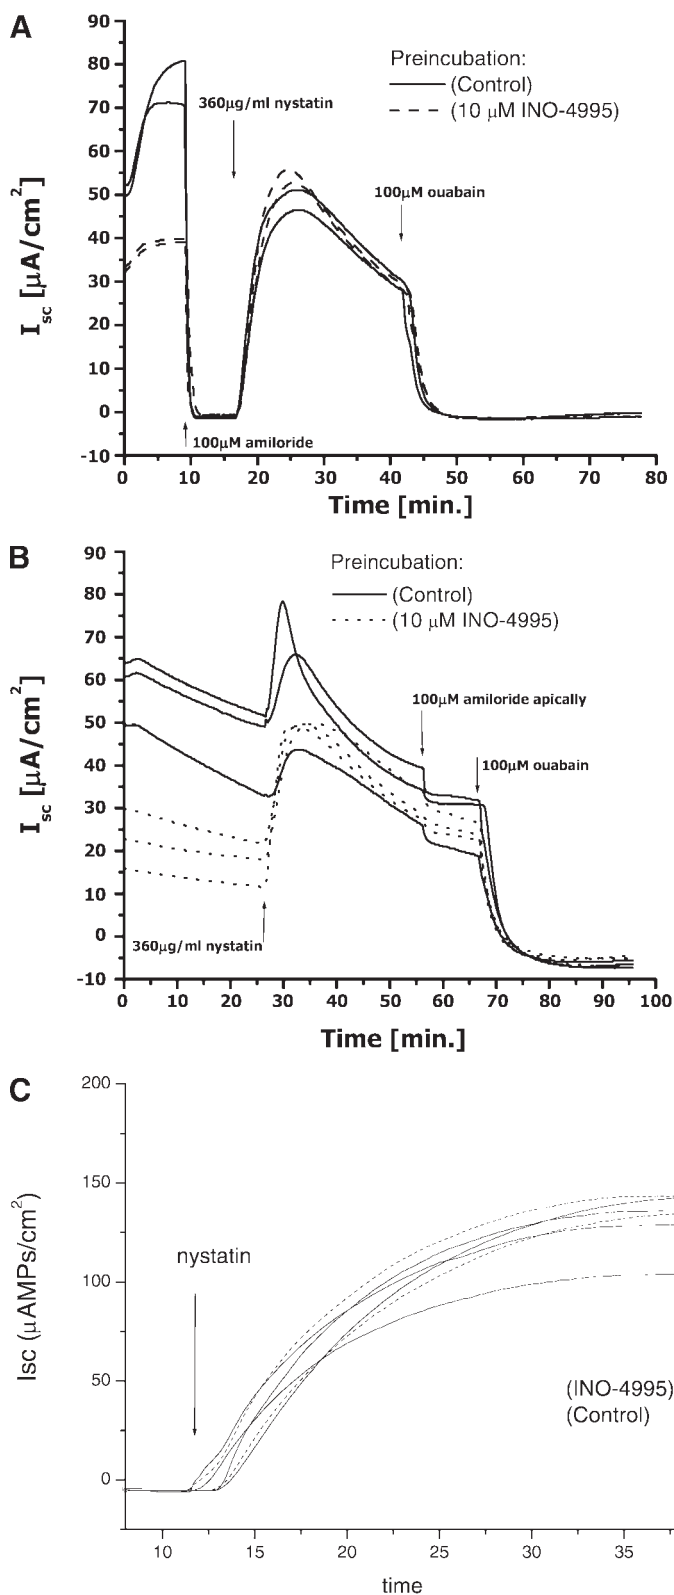 A
90
80
70
60
50
40
30
20
10
0
-10
Isc [μA/cm2]
Preincubation:
(Control)
(10 μM INO-4995)
360μg/ml nystatin
100μM ouabain
100μM amiloride
0 10 20 30 40 50 60 70 80
Time [min.]
B
90
80
70
60
50
40
30
20
10
0
-10
Isc [μA/cm2]
Preincubation:
(Control)
(10 μM INO-4995)
100μM amiloride apically
100μM ouabain
360μg/ml nystatin
0 10 20 30 40 50 60 70 80 90 100
Time [min.]
C
200
150
100
50
0
Isc (μAMPs/cm2)
nystatin
(INO-4995)
(Control)
10 15 20 25 30 35
time